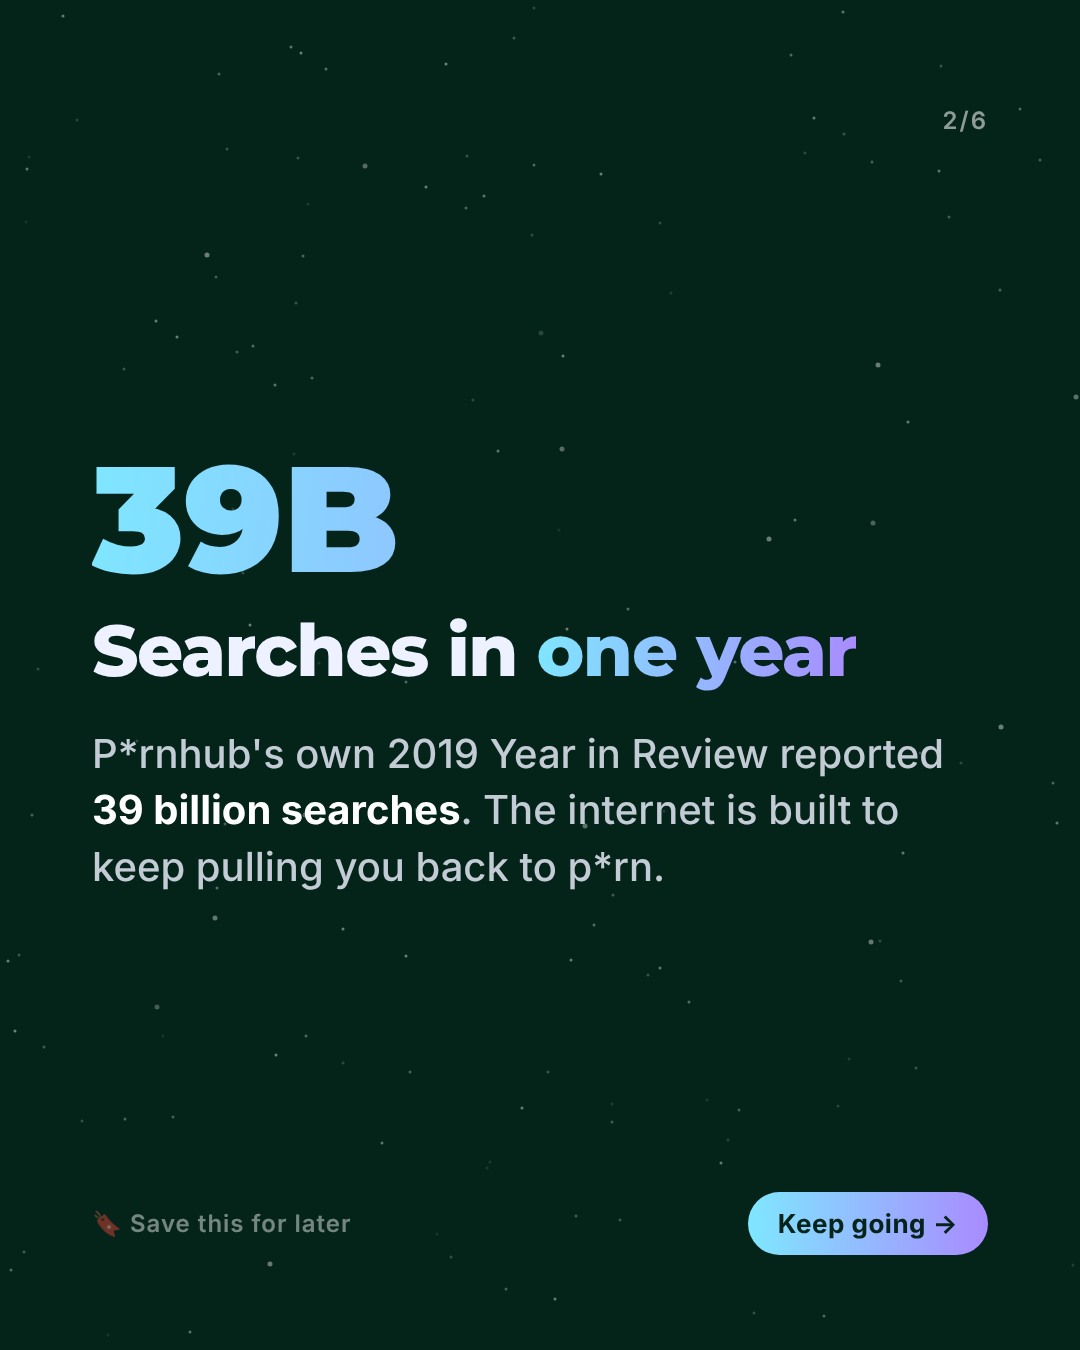 2/6
39B
Searches in one year
P*rnhub's own 2019 Year in Review reported
39 billion searches. The internet is built to
keep pulling you back to p*rn.
🔖 Save this for later
Keep going →